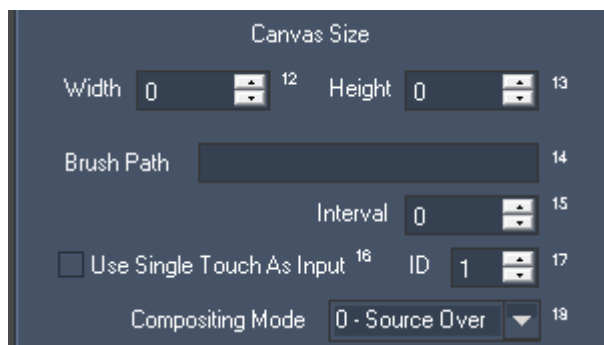 Canvas Size
Width 0 12 Height 0 13
Brush Path 14
Interval 0 15
Use Single Touch As Input 16 ID 1 17
Compositing Mode 0 - Source Over 18